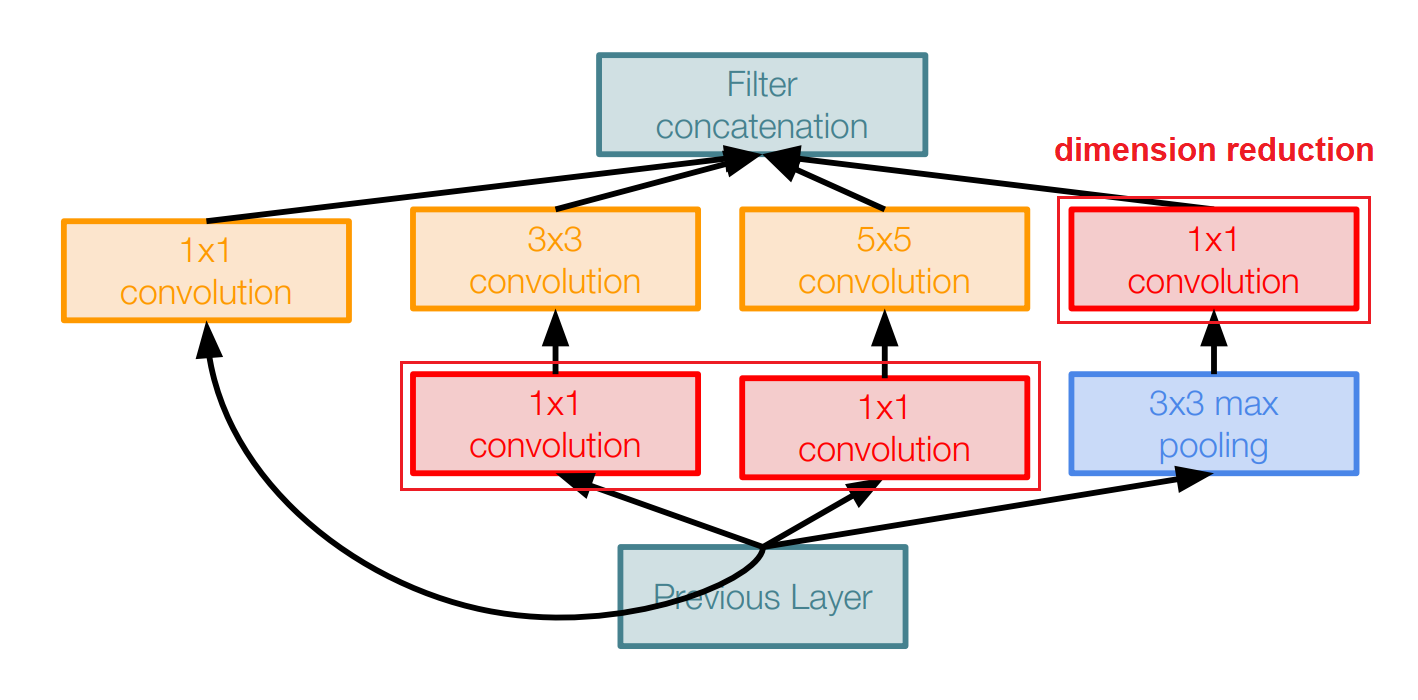 Filter
concatenation
dimension reduction
1x1
convolution
3x3
convolution
5x5
convolution
1x1
convolution
1x1
convolution
1x1
convolution
3x3 max
pooling
Previous Layer